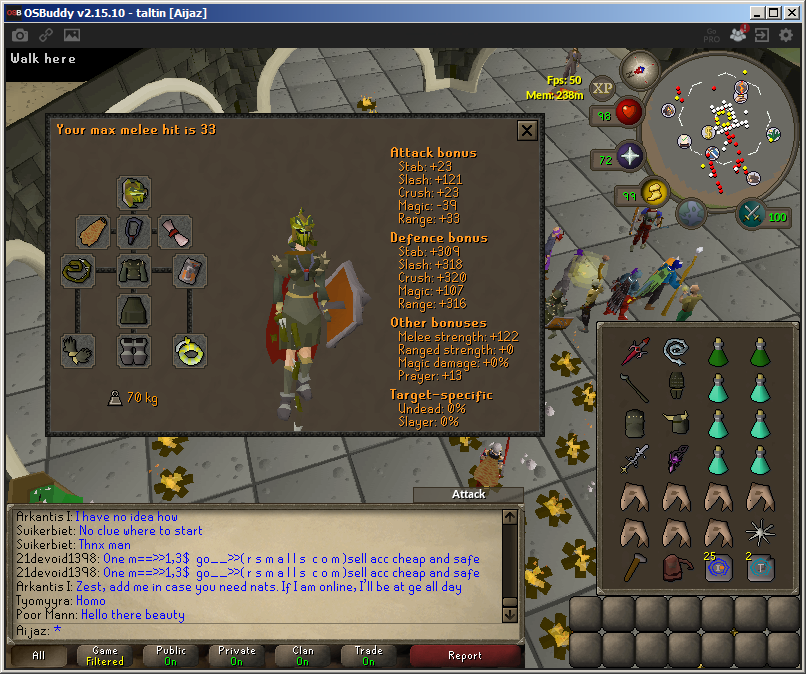 OSBuddy v2.15.10 - taltin [Aijaz]
Go PRO
Walk here
Fps: 50
Mem: 238m
XP
98
72
99
100
Your max melee hit is 33
Attack bonus
Stab: +23
Slash: +121
Crush: +23
Magic: -39
Range: +33
Defence bonus
Stab: +309
Slash: +318
Crush: +320
Magic: +107
Range: +316
Other bonuses
Melee strength: +122
Ranged strength: +0
Magic damage: +0%
Prayer: +13
Target-specific
Undead: 0%
Slayer: 0%
70 kg
25
2
Attack
Arkantis I: I have no idea how
Suikerbiet: No clue where to start
Suikerbiet: Thnx man
21devoid1398: One m==>>1,3$ go__>>( r s m a l l s c o m )sell acc cheap and safe
21devoid1398: One m==>>1,3$ go__>>( r s m a l l s c o m )sell acc cheap and safe
Arkantis I: Zest, add me in case you need nats. If I am online, I'll be at ge all day
Tyomyyra: Homo
Poor Mann: Hello there beauty
Aijaz: *
All
Game
Filtered
Public
On
Private
On
Clan
On
Trade
On
Report